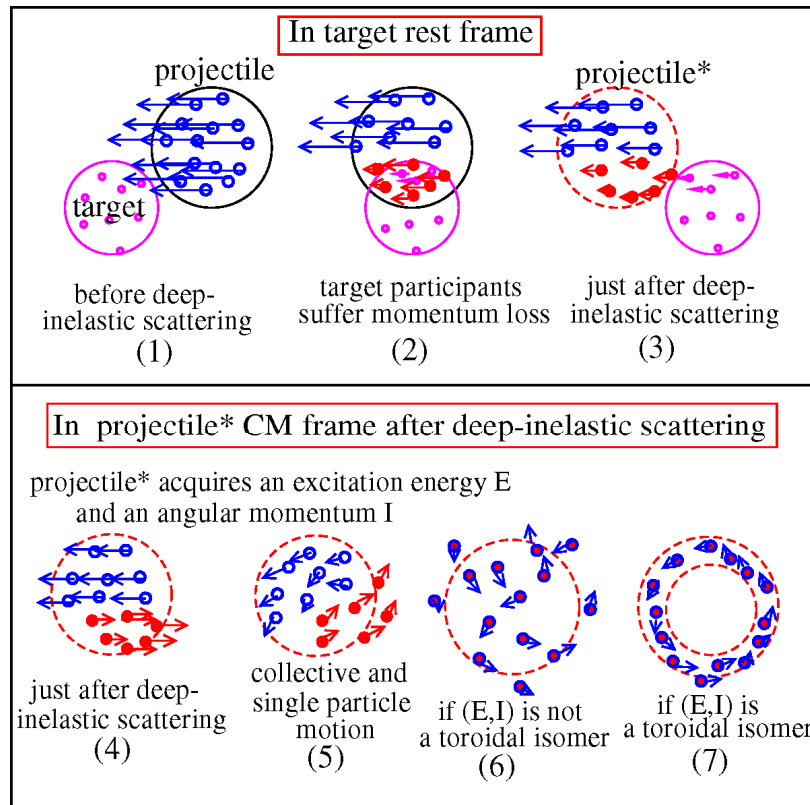 In target rest frame
projectile
projectile*
target
before deep-
inelastic scattering
(1)
target participants
suffer momentum loss
(2)
just after deep-
inelastic scattering
(3)
In projectile* CM frame after deep-inelastic scattering
projectile* acquires an excitation energy E
and an angular momentum I
just after deep-
inelastic scattering
(4)
collective and
single particle
motion
(5)
if (E,I) is not
a toroidal isomer
(6)
if (E,I) is
a toroidal isomer
(7)